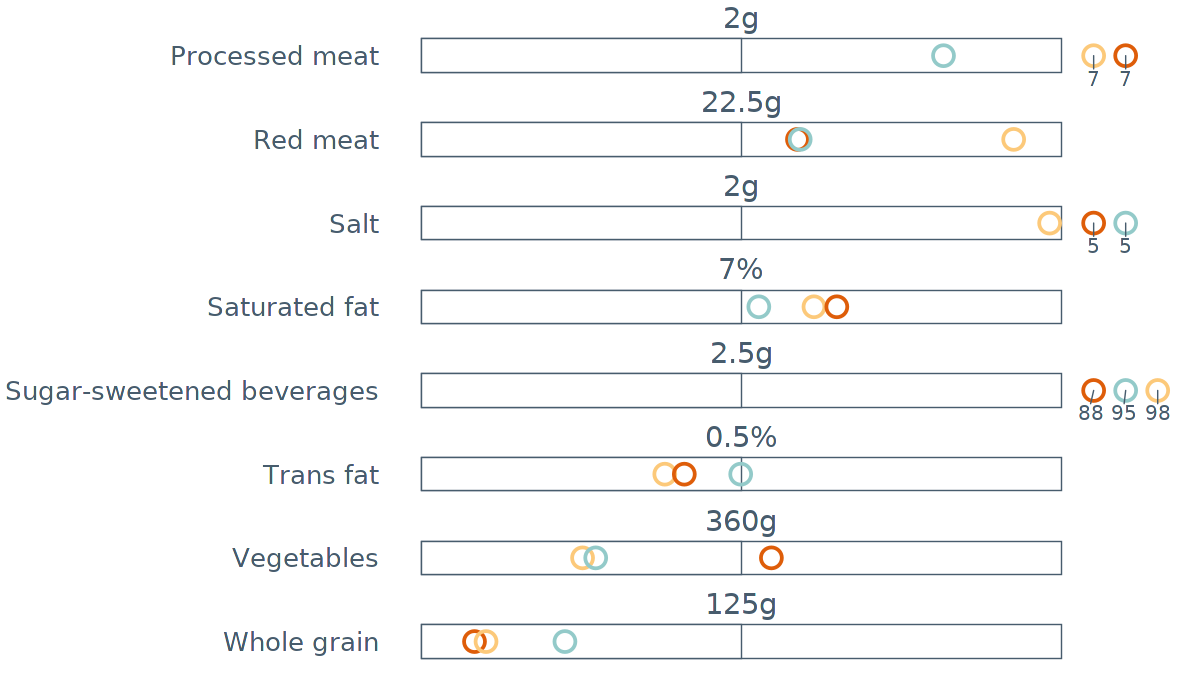 2g
Processed meat
7 7
22.5g
Red meat
2g
Salt
5 5
7%
Saturated fat
2.5g
Sugar-sweetened beverages
88 95 98
0.5%
Trans fat
360g
Vegetables
125g
Whole grain